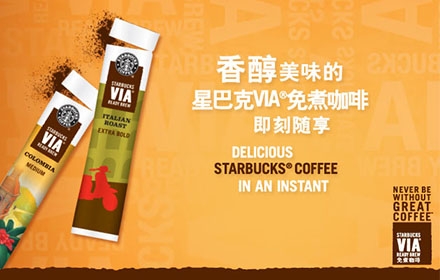 香醇美味的
星巴克VIA®免煮咖啡
即刻随享
DELICIOUS
STARBUCKS® COFFEE
IN AN INSTANT
STARBUCKS
VIA
READY BREW
ITALIAN
ROAST
EXTRA BOLD
STARBUCKS
VIA
READY BREW
COLOMBIA
MEDIUM
NEVER BE
WITHOUT
GREAT
COFFEE
STARBUCKS
VIA
READY BREW
免煮咖啡